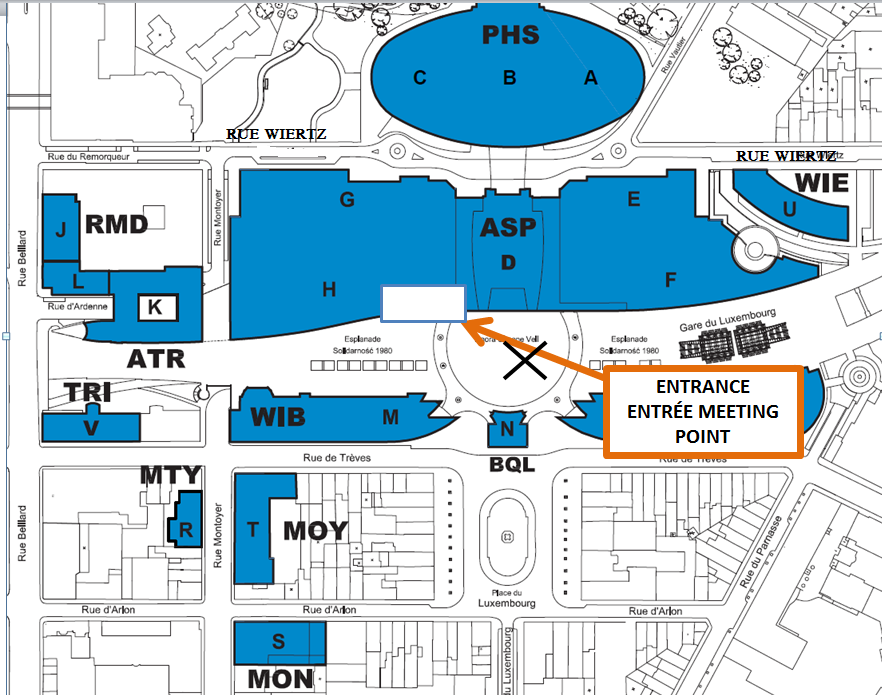 PHS
C B A
Rue Vautier
RUE WIERTZ
RUE WIERTZ
Rue du Remorqueur
WIE
U
G
E
J
RMD
Rue Montoyer
ASP
D
Rue Belliard
L
H
F
K
Rue d'Ardenne
Gare du Luxembourg
Esplanade
Solidarność 1980
Esplanade
Solidarność 1980
ATR
TRI
V
WIB
M
N
ENTRANCE
ENTRÉE MEETING
POINT
Rue de Trèves
Rue de Trèves
BQL
MTY
R
T
MOY
Rue Belliard
Rue Montoyer
Rue du Parnasse
Place du
Luxembourg
Rue d'Arlon
Rue d'Arlon
Rue d'Arlon
S
MON
du Luxembourg